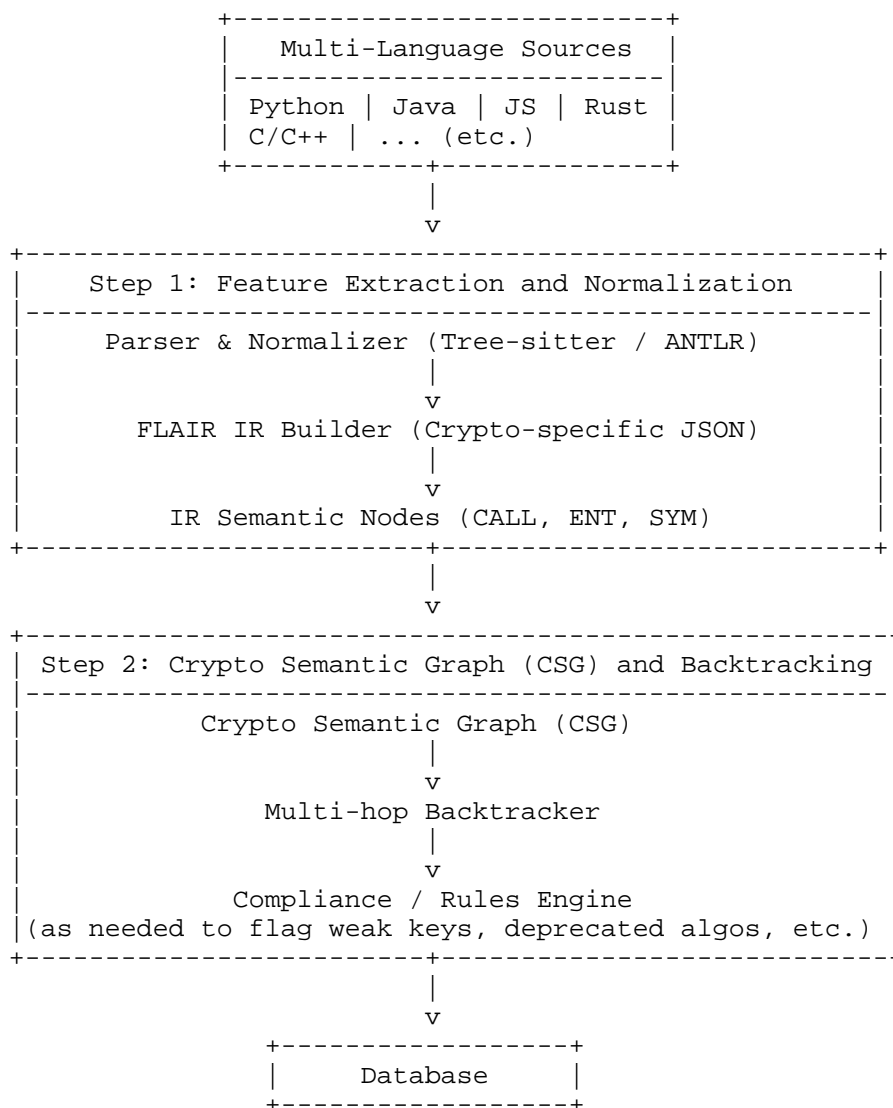 Multi-Language Sources
Python | Java | JS | Rust
C/C++ | ... (etc.)
v
Step 1: Feature Extraction and Normalization
Parser & Normalizer (Tree-sitter / ANTLR)
v
FLAIR IR Builder (Crypto-specific JSON)
v
IR Semantic Nodes (CALL, ENT, SYM)
v
Step 2: Crypto Semantic Graph (CSG) and Backtracking
Crypto Semantic Graph (CSG)
v
Multi-hop Backtracker
v
Compliance / Rules Engine
(as needed to flag weak keys, deprecated algos, etc.)
v
Database